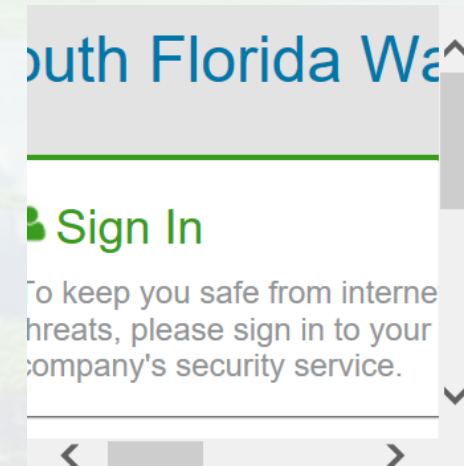 outh Florida Wa
Sign In
To keep you safe from interne
hreats, please sign in to your
company's security service.